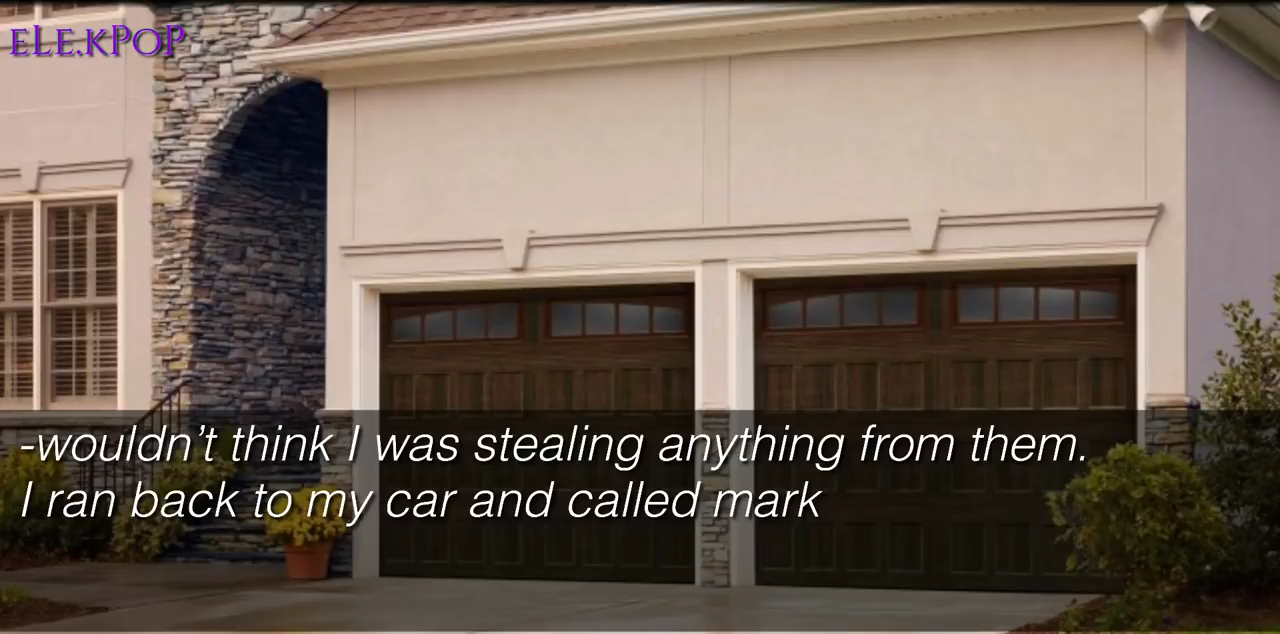 ELE.KPOP
-wouldn't think I was stealing anything from them.
I ran back to my car and called mark